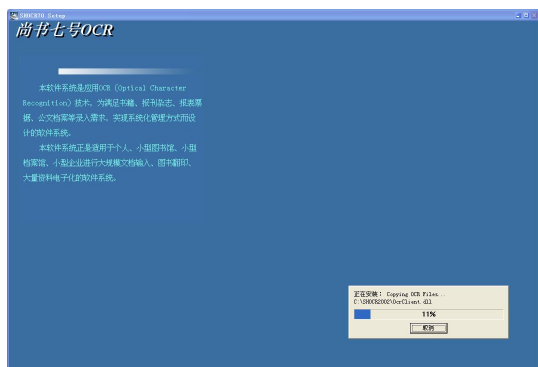 SHOCR70 Setup
尚书七号OCR
本软件系统是应用OCR（Optical Character
Recognition）技术，为满足书籍、报刊杂志、报表票
据、公文档案等录入需求，实现系统化管理方式而设
计的软件系统。
本软件系统正是适用于个人、小型图书馆、小型
档案馆、小型企业进行大规模文档输入、图书翻印、
大量资料电子化的软件系统。
正在安装： Copying OCR Files...
C:\SHOCR2002\OcrClient.dll
11%
取消